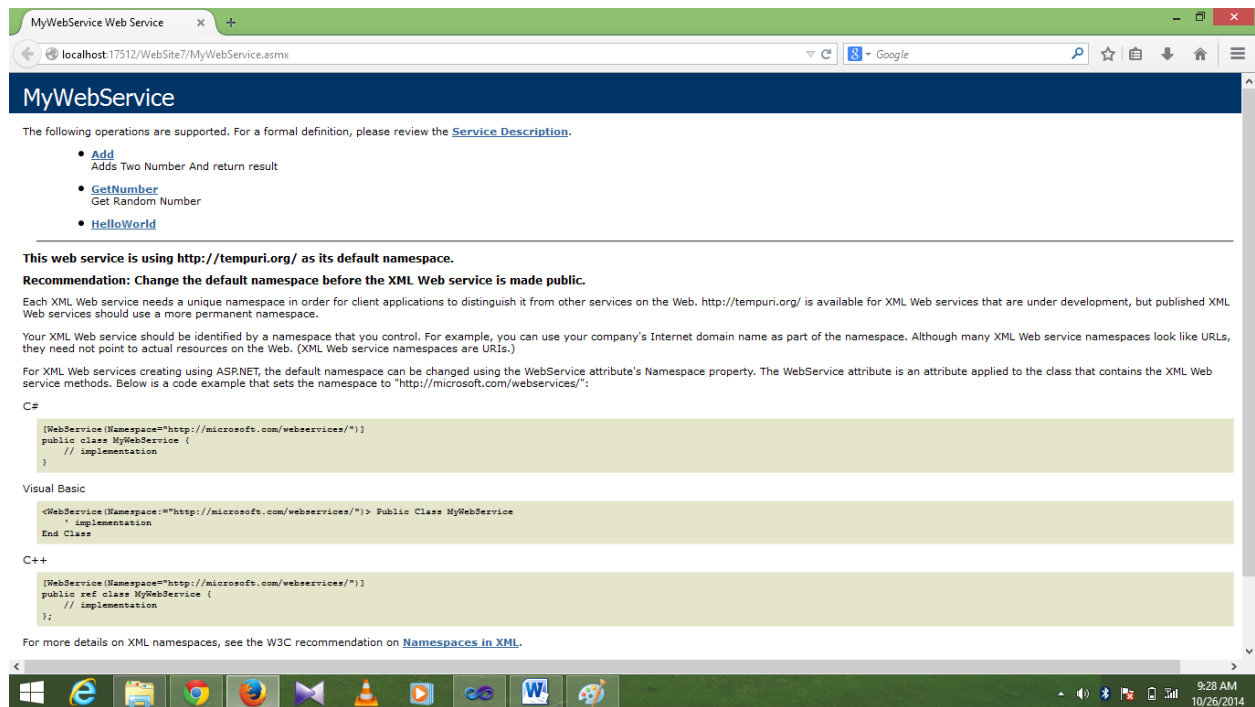 MyWebService Web Service
localhost:17512/WebSite7/MyWebService.asmx
8 - Google
MyWebService
The following operations are supported. For a formal definition, please review the Service Description.
Add
Adds Two Number And return result
GetNumber
Get Random Number
HelloWorld
This web service is using http://tempuri.org/ as its default namespace.
Recommendation: Change the default namespace before the XML Web service is made public.
Each XML Web service needs a unique namespace in order for client applications to distinguish it from other services on the Web. http://tempuri.org/ is available for XML Web services that are under development, but published XML
Web services should use a more permanent namespace.
Your XML Web service should be identified by a namespace that you control. For example, you can use your company's Internet domain name as part of the namespace. Although many XML Web service namespaces look like URLs,
they need not point to actual resources on the Web. (XML Web service namespaces are URIs.)
For XML Web services creating using ASP.NET, the default namespace can be changed using the WebService attribute's Namespace property. The WebService attribute is an attribute applied to the class that contains the XML Web
service methods. Below is a code example that sets the namespace to "http://microsoft.com/webservices/":
C#
[WebService(Namespace="http://microsoft.com/webservices/")]
public class MyWebService {
// implementation
}
Visual Basic
<WebService(Namespace:="http://microsoft.com/webservices/")> Public Class MyWebService
' implementation
End Class
C++
[WebService(Namespace="http://microsoft.com/webservices/")]
public ref class MyWebService {
// implementation
};
For more details on XML namespaces, see the W3C recommendation on Namespaces in XML.
9:28 AM
10/26/2014